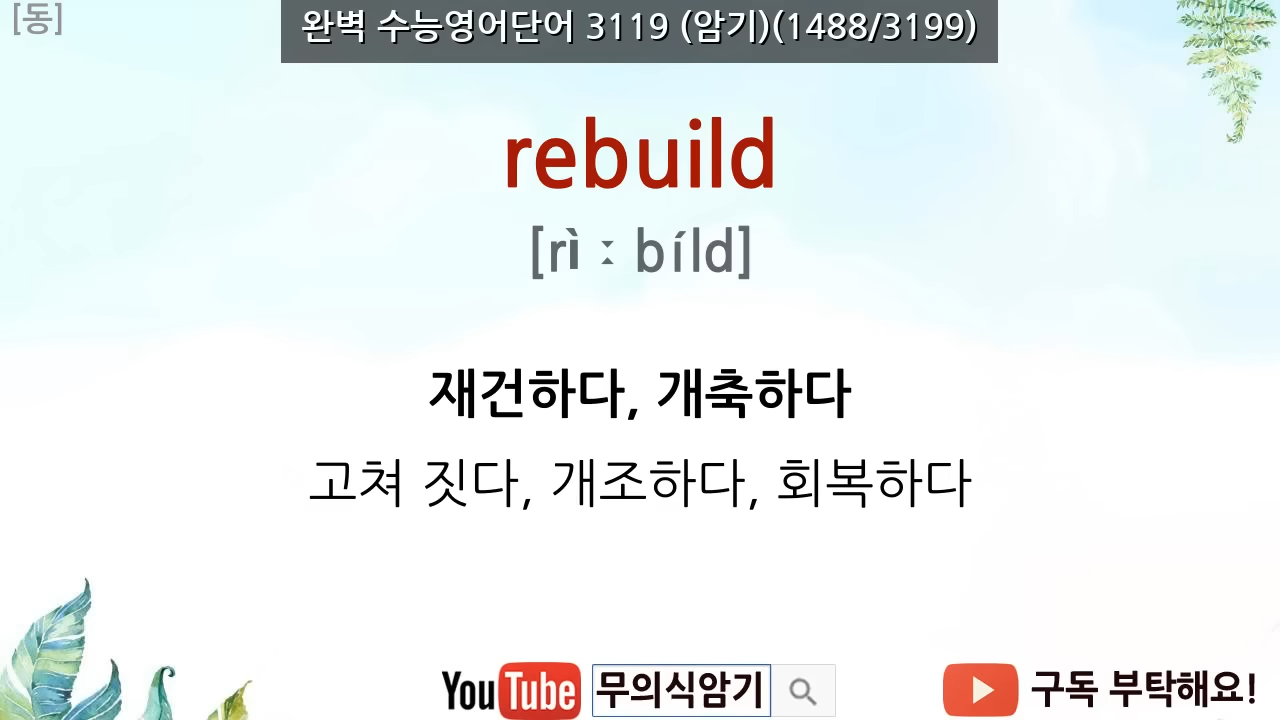 [동]
완벽 수능영어단어 3119 (암기)(1488/3199)
rebuild
[rìːbíld]
재건하다, 개축하다
고쳐 짓다, 개조하다, 회복하다
YouTube 무의식암기
구독 부탁해요!